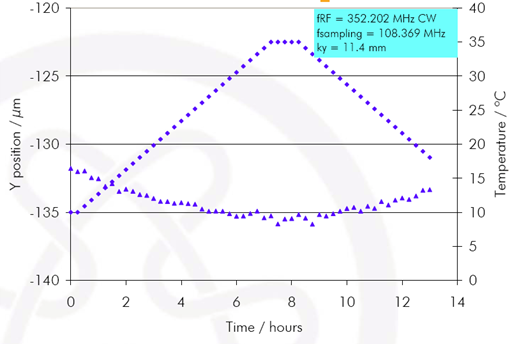 fRF = 352.202 MHz CW
fsampling = 108.369 MHz
ky = 11.4 mm
-120
-125
-130
-135
-140
Y position / µm
40
35
30
25
20
15
10
5
0
Temperature / °C
0 2 4 6 8 10 12 14
Time / hours